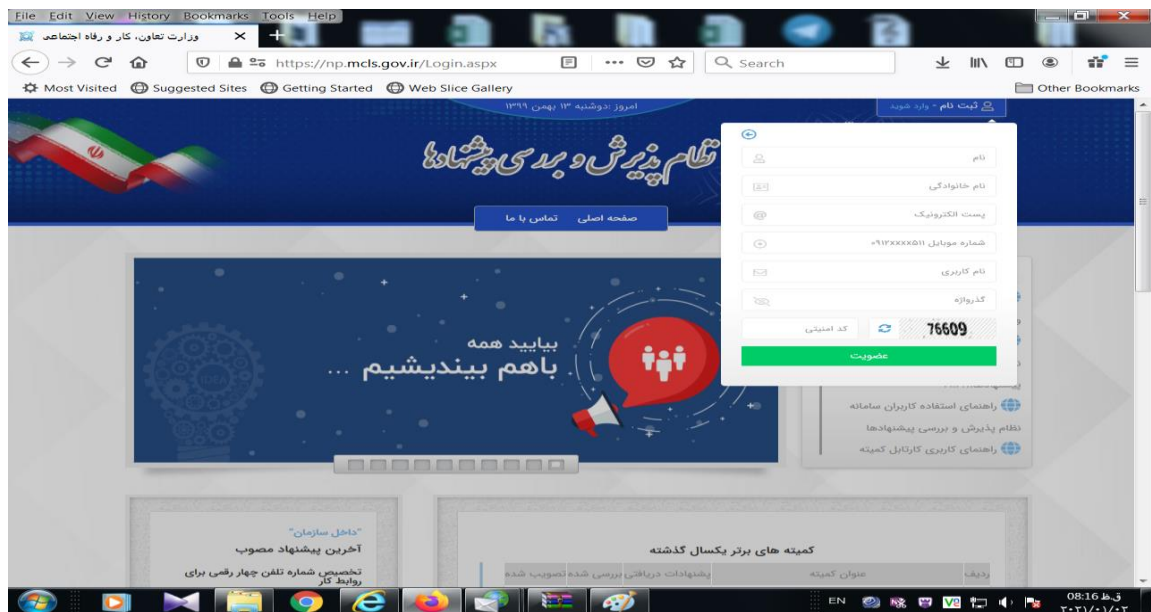 File Edit View History Bookmarks Tools Help
وزارت تعاون، کار و رفاه اجتماعی
https://np.mcls.gov.ir/Login.aspx
Search
Most Visited Suggested Sites Getting Started Web Slice Gallery Other Bookmarks
امروز :دوشنبه ۱۳ بهمن ۱۳۹۹
ثبت نام - وارد شوید
نظام پذیرش و بررسی پیشنهادها
صفحه اصلی تماس با ما
نام
نام خانوادگی
پست الکترونیک
شماره موبایل ۰۹۱۲xxxx۵۱۱
نام کاربری
گذرواژه
76609 کد امنیتی
عضویت
بیایید همه
باهم بیندیشیم ...
IDEA
راهنمای استفاده کاربران سامانه
نظام پذیرش و بررسی پیشنهادها
راهنمای کاربری کارتابل کمیته
"داخل سازمان"
آخرین پیشنهاد مصوب
تخصیص شماره تلفن چهار رقمی برای
روابط کار
کمیته های برتر یکسال گذشته
ردیف عنوان کمیته پشنهادات دریافتی بررسی شده تصویب شده
EN
08:16 ق.ظ
۲۰۲۱/۰۱/۰۲